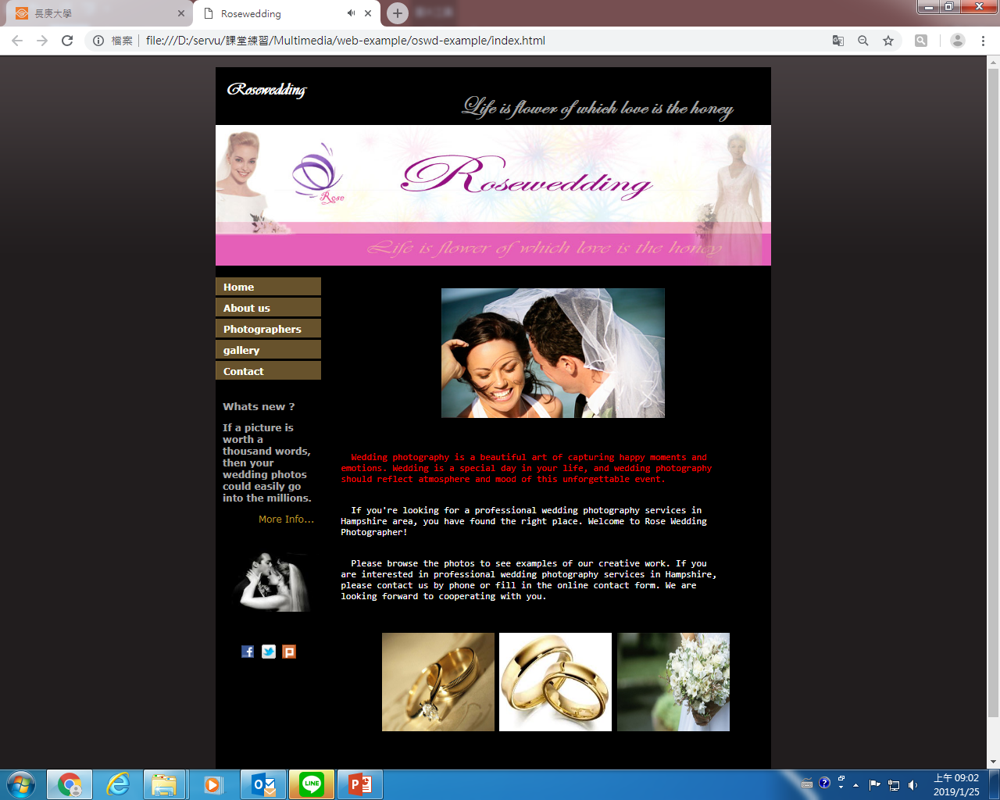 長庚大學
Rosewedding
檔案
file:///D:/servu/課堂練習/Multimedia/web-example/oswd-example/index.html
Rosewedding
Life is flower of which love is the honey
Rose
Rosewedding
Life is flower of which love is the honey
Home
About us
Photographers
gallery
Contact
Whats new ?
If a picture is
worth a
thousand words,
then your
wedding photos
could easily go
into the millions.
More Info...
Wedding photography is a beautiful art of capturing happy moments and
emotions. Wedding is a special day in your life, and wedding photography
should reflect atmosphere and mood of this unforgettable event.
If you're looking for a professional wedding photography services in
Hampshire area, you have found the right place. Welcome to Rose Wedding
Photographer!
Please browse the photos to see examples of our creative work. If you
are interested in professional wedding photography services in Hampshire,
please contact us by phone or fill in the online contact form. We are
looking forward to cooperating with you.
LINE
上午 09:02
2019/1/25